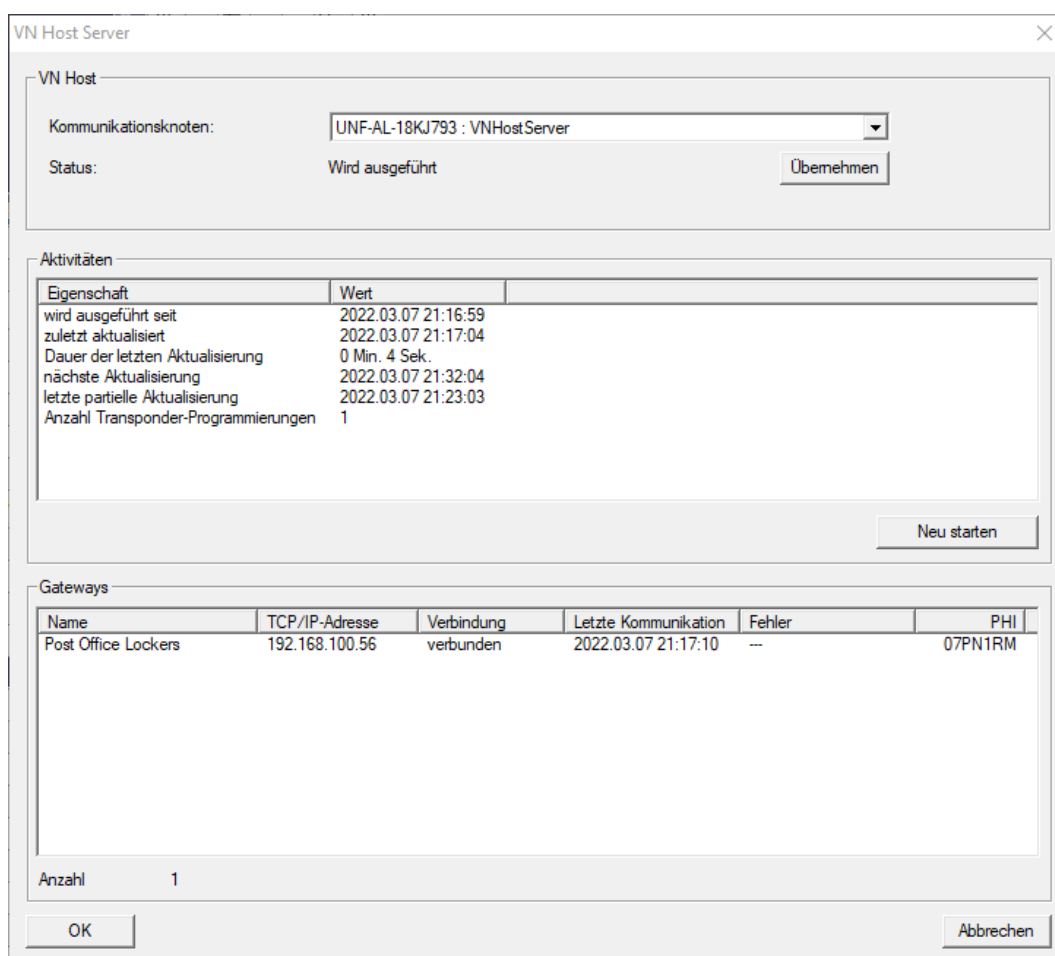 VN Host Server
VN Host
Kommunikationsknoten: UNF-AL-18KJ793 : VNHostServer
Status: Wird ausgeführt Übernehmen
Aktivitäten
Eigenschaft Wert
wird ausgeführt seit 2022.03.07 21:16:59
zuletzt aktualisiert 2022.03.07 21:17:04
Dauer der letzten Aktualisierung 0 Min. 4 Sek.
nächste Aktualisierung 2022.03.07 21:32:04
letzte partielle Aktualisierung 2022.03.07 21:23:03
Anzahl Transponder-Programmierungen 1
Neu starten
Gateways
Name TCP/IP-Adresse Verbindung Letzte Kommunikation Fehler PHI
Post Office Lockers 192.168.100.56 verbunden 2022.03.07 21:17:10 --- 07PN1RM
Anzahl 1
OK Abbrechen